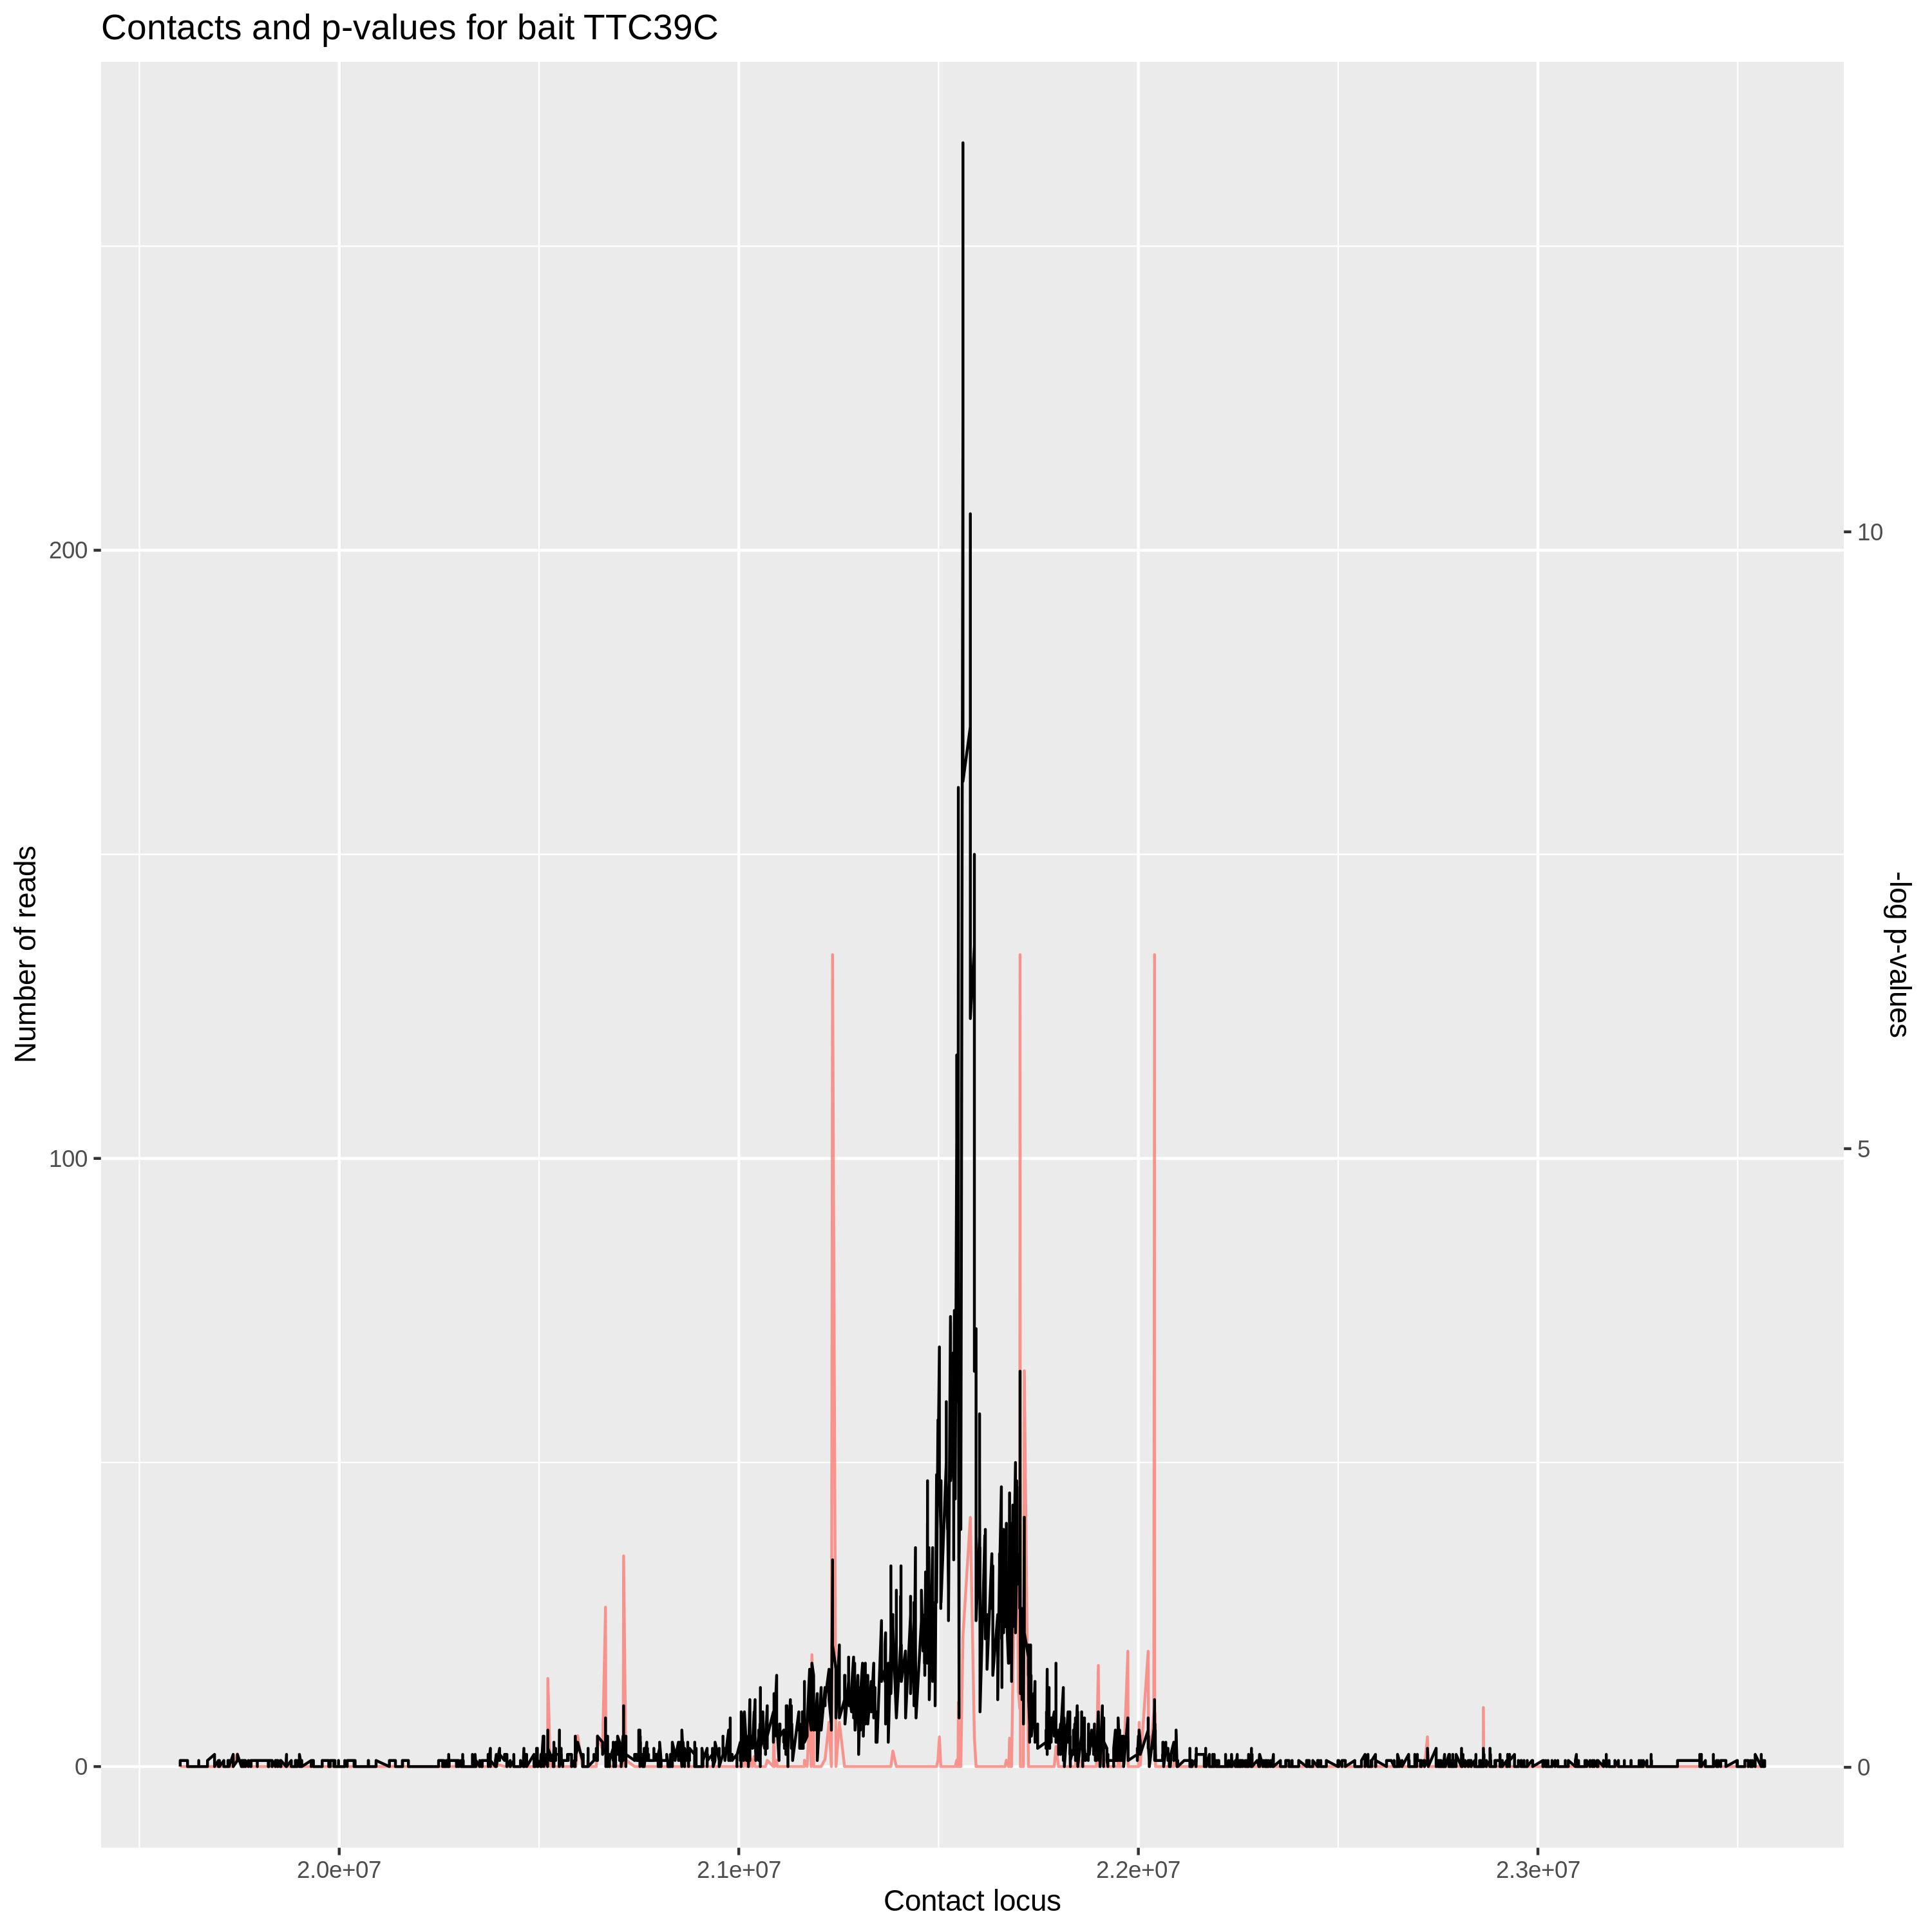 Contacts and p-values for bait TTC39C
Number of reads
200
100
0
10
5
0
-log p-values
2.0e+07 2.1e+07 2.2e+07 2.3e+07
Contact locus